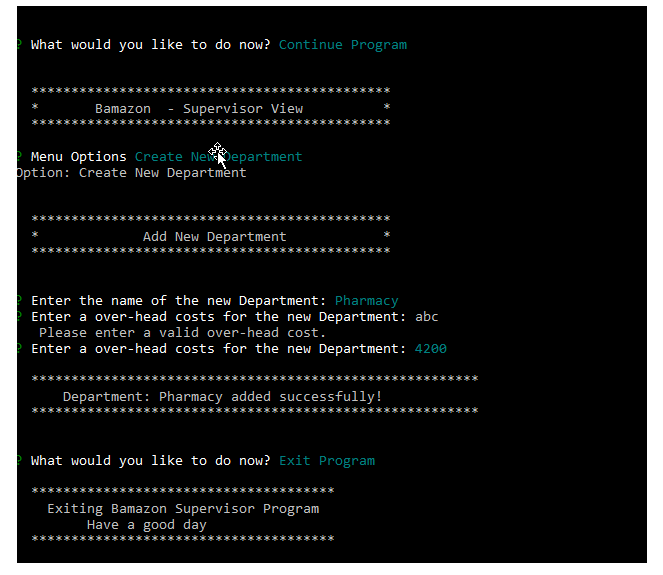 ? What would you like to do now? Continue Program
*********************************************
* Bamazon - Supervisor View *
*********************************************
? Menu Options Create New Department
Option: Create New Department
*********************************************
* Add New Department *
*********************************************
? Enter the name of the new Department: Pharmacy
? Enter a over-head costs for the new Department: abc
Please enter a valid over-head cost.
? Enter a over-head costs for the new Department: 4200
********************************************************
Department: Pharmacy added successfully!
********************************************************
? What would you like to do now? Exit Program
**************************************
Exiting Bamazon Supervisor Program
Have a good day
**************************************